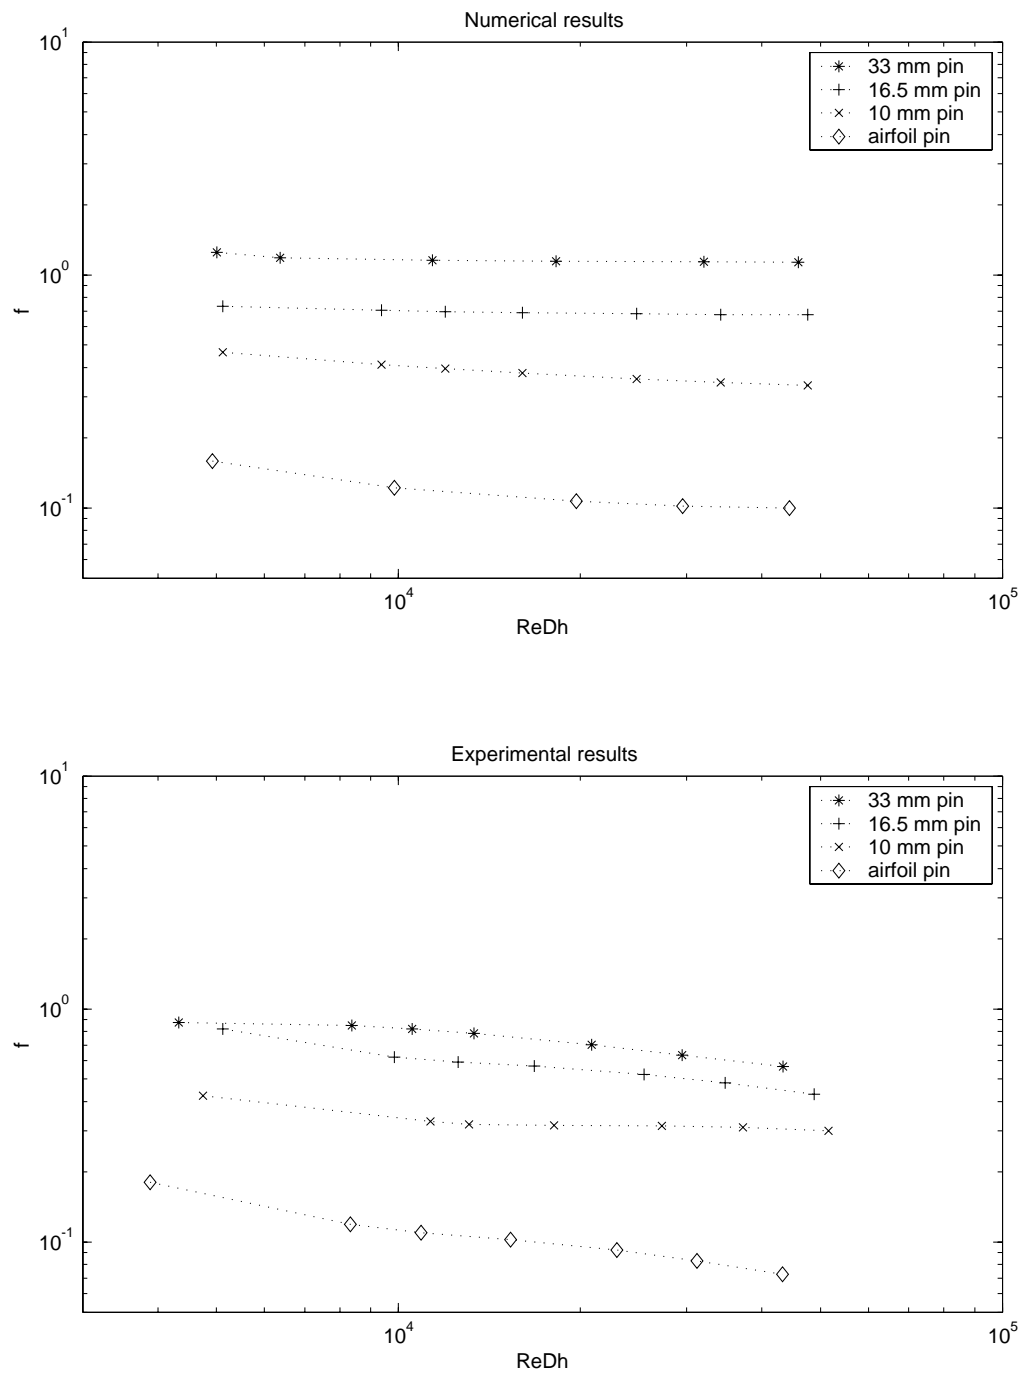 Numerical results
10^1
10^0
10^-1
f
10^4
10^5
ReDh
33 mm pin
16.5 mm pin
10 mm pin
airfoil pin
Experimental results
10^1
10^0
10^-1
f
10^4
10^5
ReDh
33 mm pin
16.5 mm pin
10 mm pin
airfoil pin